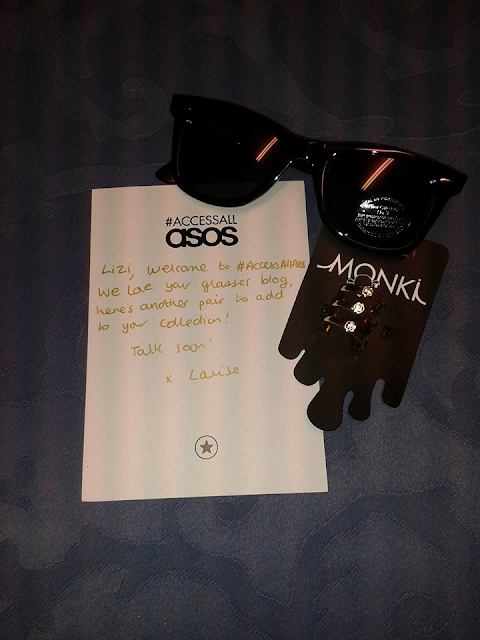 #ACCESSALL
asos
Lizi, welcome to #AccessAllASOS
We love your glasses blog,
heres another pair to add
to your collection!
Talk soon!
x Louise
MONKI